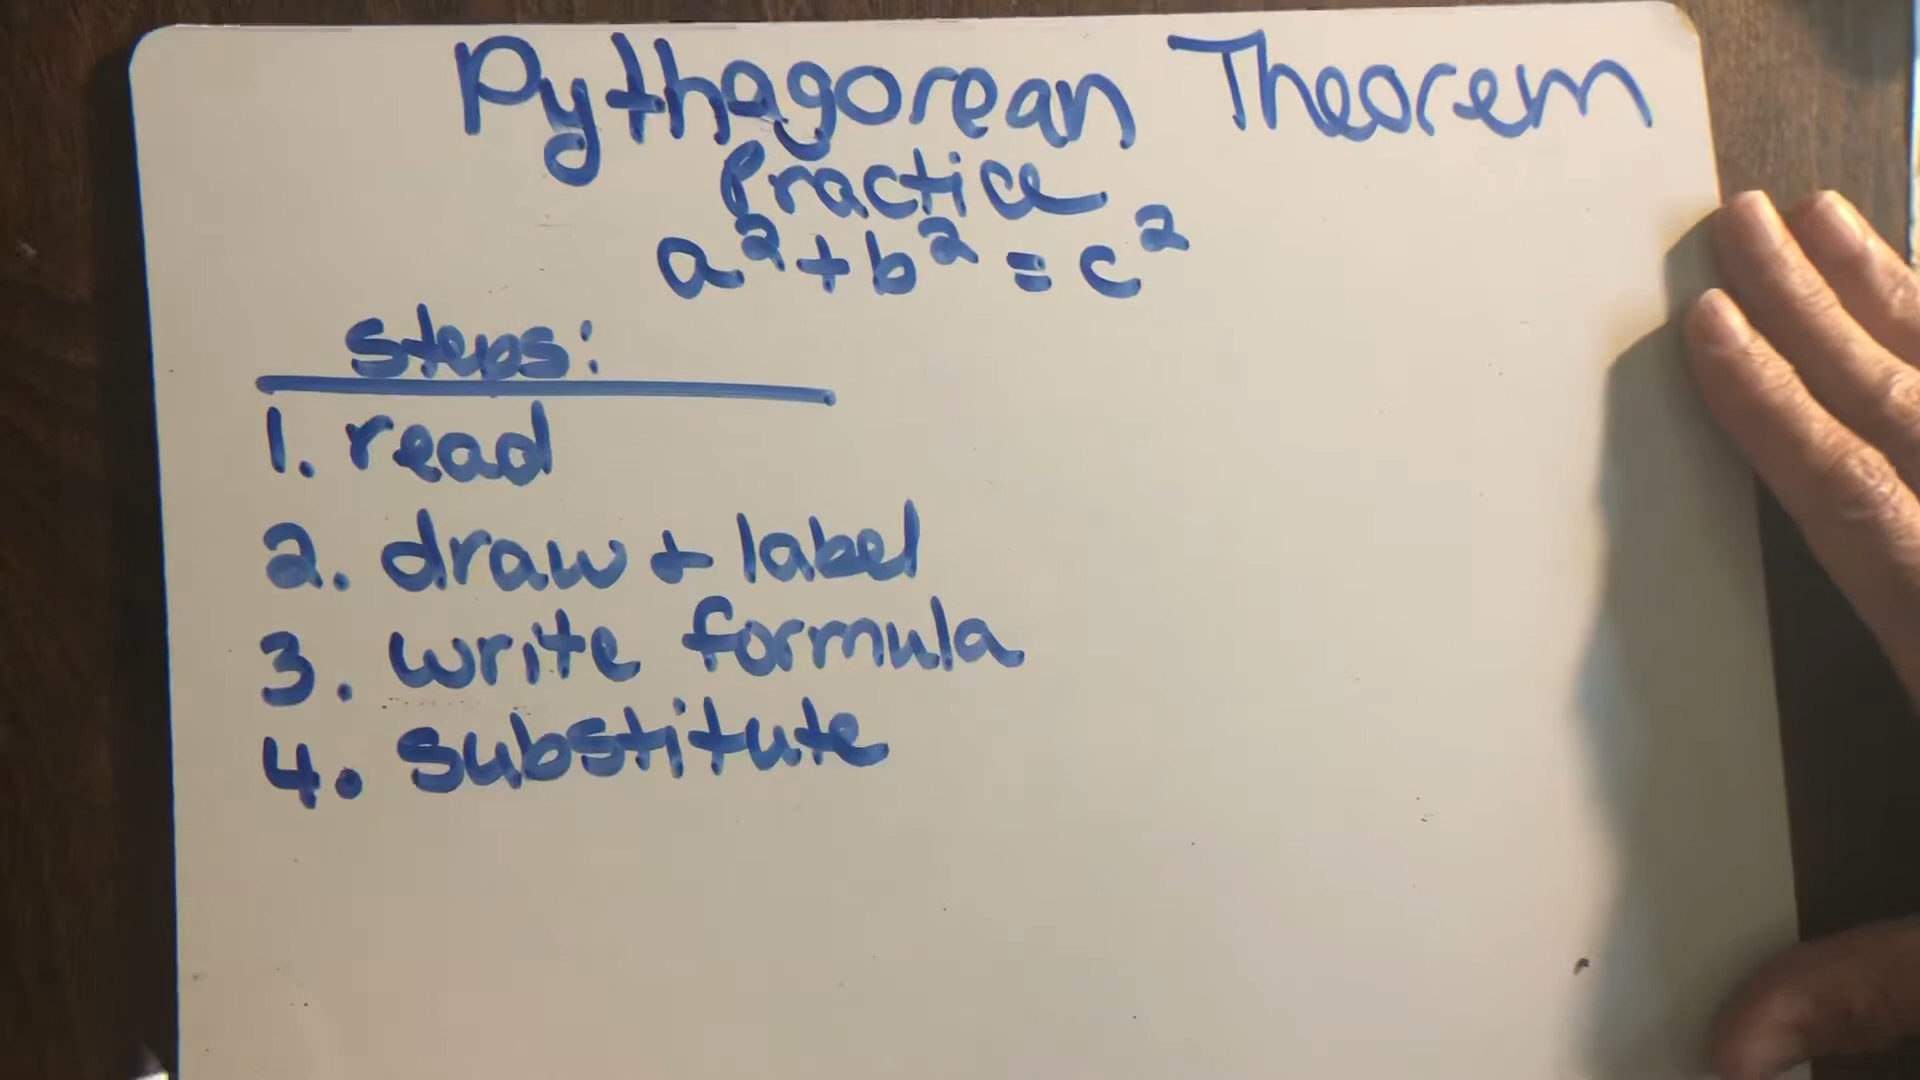 Pythagorean Theorem
Practice
a²+b²=c²
steps:
1. read
2. draw + label
3. write formula
4. substitute